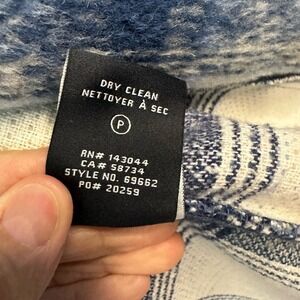 DRY CLEAN
NETTOYER À SEC
P
RN# 143044
CA# 58734
STYLE NO. 69662
PO# 20259